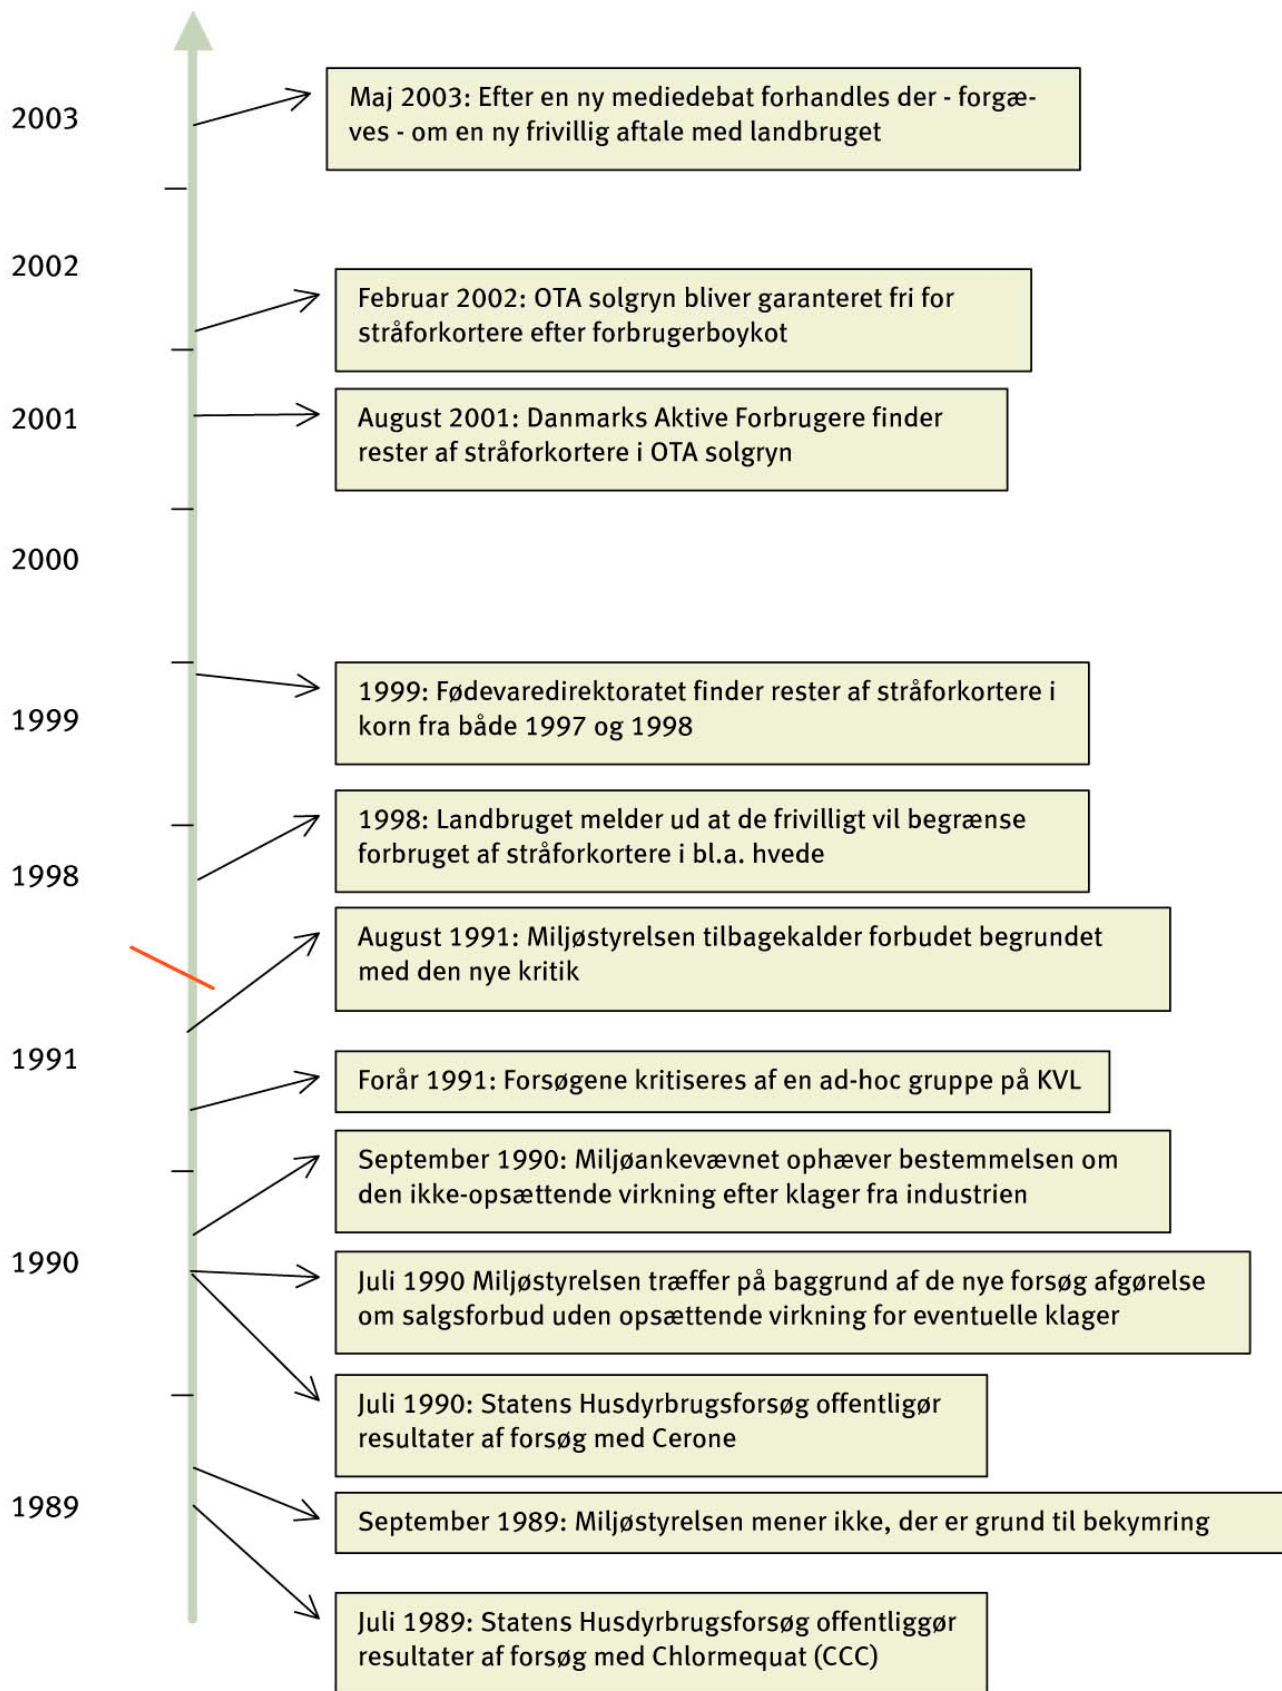 2003
Maj 2003: Efter en ny mediedebat forhandles der - forgæ-
ves - om en ny frivillig aftale med landbruget
2002
Februar 2002: OTA solgryn bliver garanteret fri for
stråforkortere efter forbrugerboykot
2001
August 2001: Danmarks Aktive Forbrugere finder
rester af stråforkortere i OTA solgryn
2000
1999
1999: Fødevaredirektoratet finder rester af stråforkortere i
korn fra både 1997 og 1998
1998
1998: Landbruget melder ud at de frivilligt vil begrænse
forbruget af stråforkortere i bl.a. hvede
August 1991: Miljøstyrelsen tilbagekalder forbudet begrundet
med den nye kritik
1991
Forår 1991: Forsøgene kritiseres af en ad-hoc gruppe på KVL
September 1990: Miljøankevævnet ophæver bestemmelsen om
den ikke-opsættende virkning efter klager fra industrien
1990
Juli 1990 Miljøstyrelsen træffer på baggrund af de nye forsøg afgørelse
om salgsforbud uden opsættende virkning for eventuelle klager
Juli 1990: Statens Husdyrbrugsforsøg offentligør
resultater af forsøg med Cerone
1989
September 1989: Miljøstyrelsen mener ikke, der er grund til bekymring
Juli 1989: Statens Husdyrbrugsforsøg offentliggør
resultater af forsøg med Chlormequat (CCC)